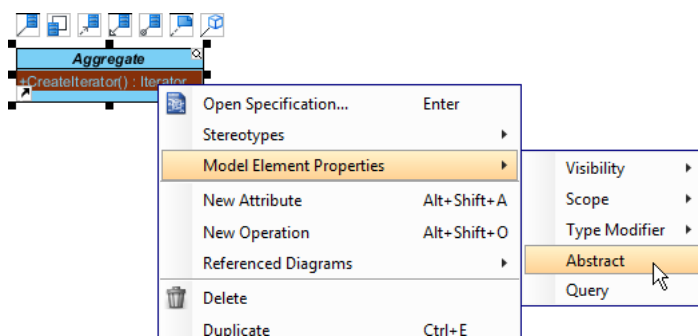 Aggregate
+CreateIterator() : Iterator
Open Specification... Enter
Stereotypes
Model Element Properties
New Attribute Alt+Shift+A
New Operation Alt+Shift+O
Referenced Diagrams
Delete
Duplicate Ctrl+E
Visibility
Scope
Type Modifier
Abstract
Query